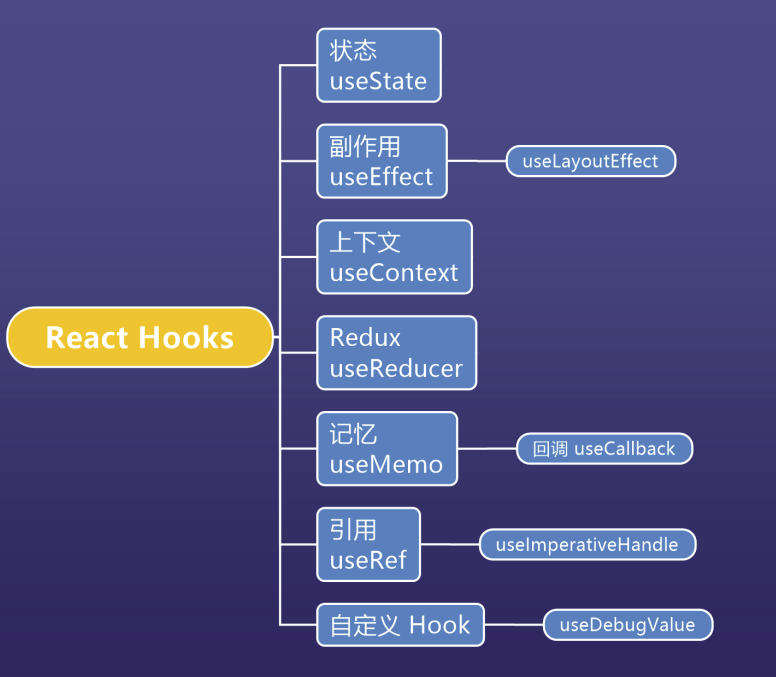 状态
useState
副作用
useEffect
useLayoutEffect
上下文
useContext
React Hooks
Redux
useReducer
记忆
useMemo
回调 useCallback
引用
useRef
useImperativeHandle
自定义 Hook
useDebugValue